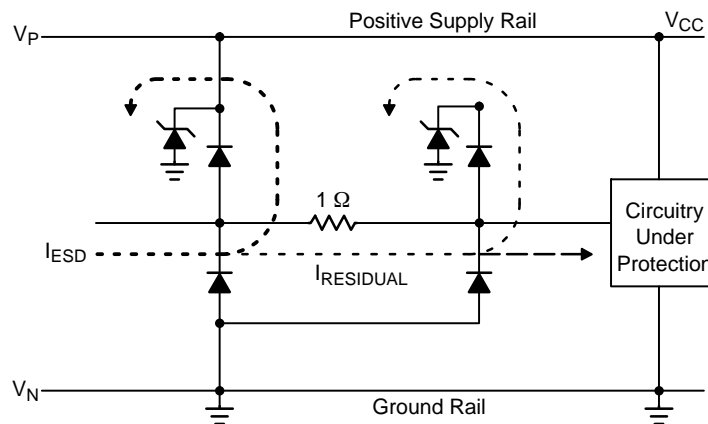 Positive Supply Rail
VP
VCC
1 Ω
Circuitry
Under
Protection
IESD
IRESIDUAL
VN
Ground Rail